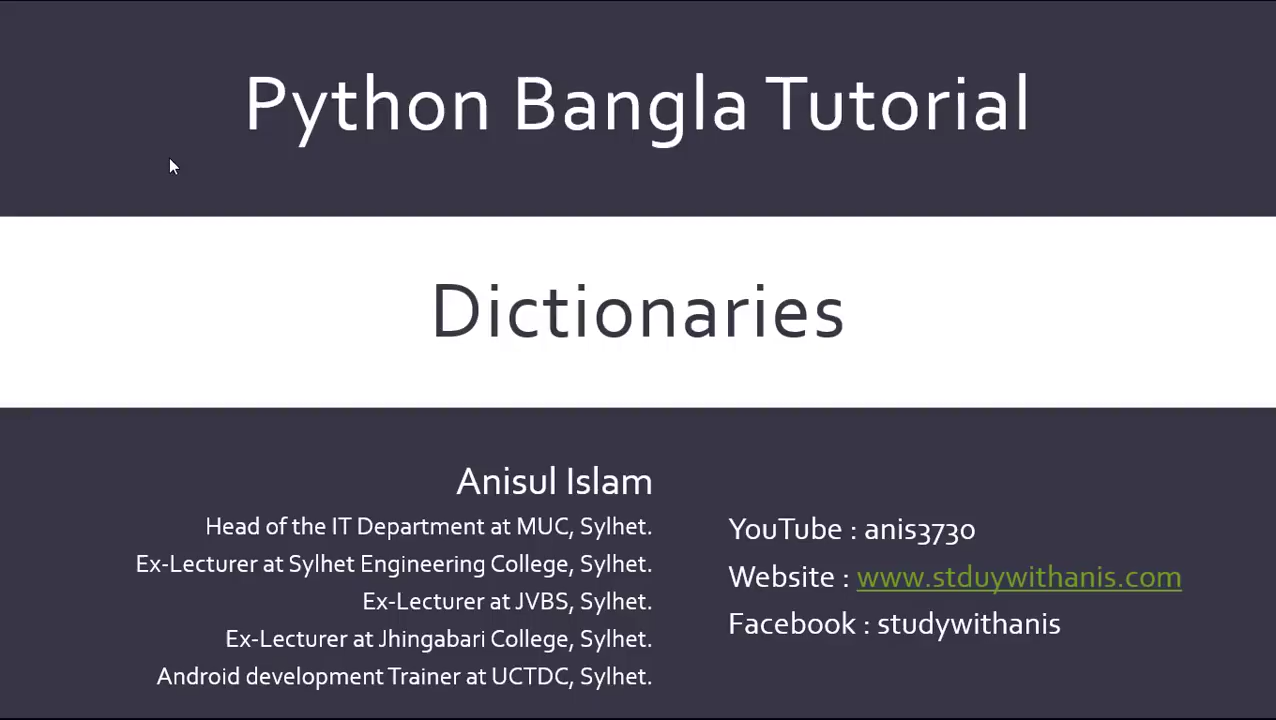 Python Bangla Tutorial
Dictionaries
Anisul Islam
Head of the IT Department at MUC, Sylhet.
Ex-Lecturer at Sylhet Engineering College, Sylhet.
Ex-Lecturer at JVBS, Sylhet.
Ex-Lecturer at Jhingabari College, Sylhet.
Android development Trainer at UCTDC, Sylhet.
YouTube : anis3730
Website : www.stduywithanis.com
Facebook : studywithanis